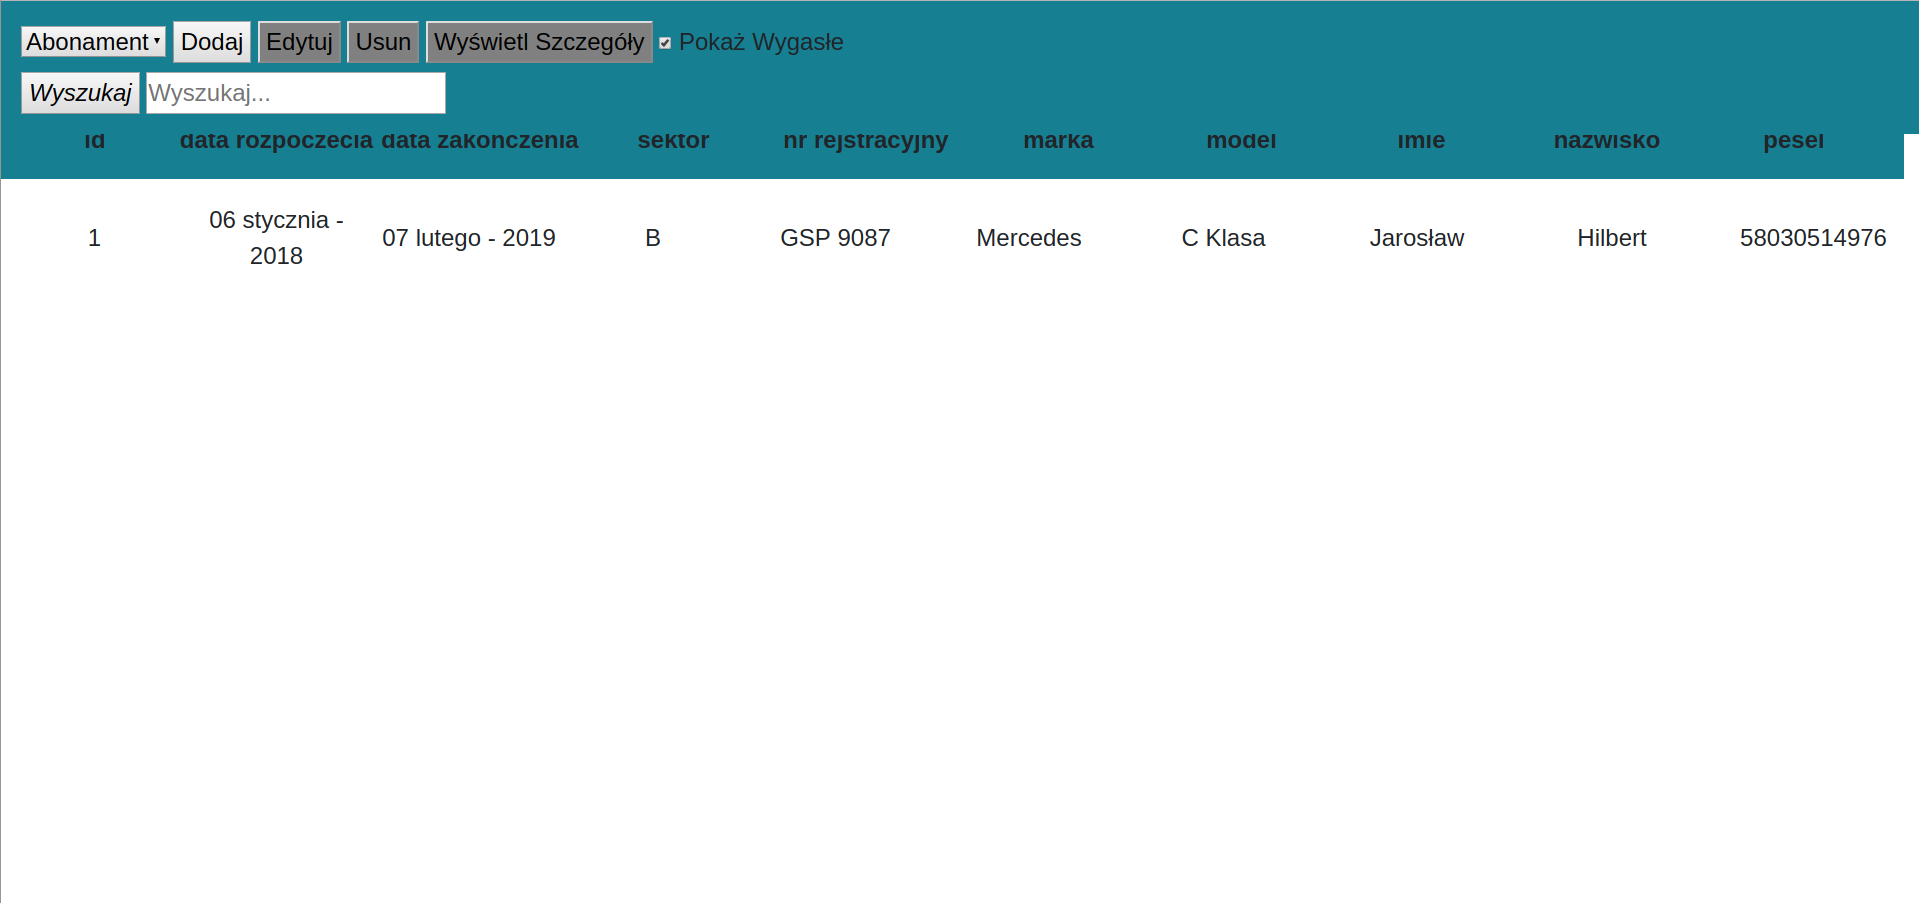 Abonament Dodaj Edytuj Usun Wyświetl Szczegóły Pokaż Wygasłe
Wyszukaj Wyszukaj...
id data rozpoczecia data zakonczenia sektor nr rejstracyjny marka model imie nazwisko pesel
1 06 stycznia - 2018 07 lutego - 2019 B GSP 9087 Mercedes C Klasa Jarosław Hilbert 58030514976